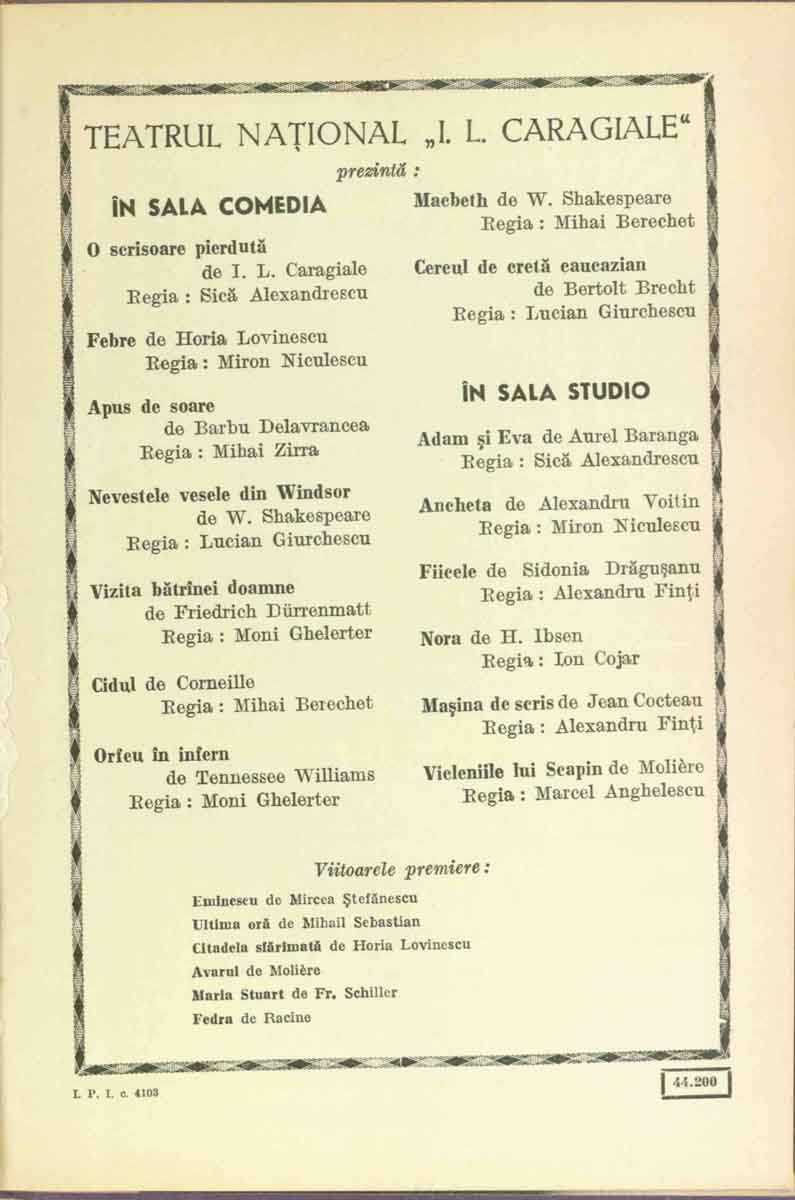 TEATRUL NAȚIONAL „I. L. CARAGIALE“
prezintă :
ÎN SALA COMEDIA
O scrisoare pierdută
de I. L. Caragiale
Regia : Sică Alexandrescu
Febre de Horia Lovinescu
Regia : Miron Niculescu
Apus de soare
de Barbu Delavrancea
Regia : Mihai Zirra
Nevestele vesele din Windsor
de W. Shakespeare
Regia : Lucian Giurchescu
Vizita bătrînei doamne
de Friedrich Dürrenmatt
Regia : Moni Ghelerter
Cidul de Corneille
Regia : Mihai Berechet
Orfeu în infern
de Tennessee Williams
Regia : Moni Ghelerter
Macbeth de W. Shakespeare
Regia : Mihai Berechet
Cercul de cretă caucazian
de Bertolt Brecht
Regia : Lucian Giurchescu
ÎN SALA STUDIO
Adam și Eva de Aurel Baranga
Regia : Sică Alexandrescu
Ancheta de Alexandru Voitin
Regia : Miron Niculescu
Fiicele de Sidonia Drăgușanu
Regia : Alexandru Finți
Nora de H. Ibsen
Regia : Ion Cojar
Mașina de scris de Jean Cocteau
Regia : Alexandru Finți
Vicleniile lui Scapin de Molière
Regia : Marcel Anghelescu
Viitoarele premiere :
Eminescu de Mircea Ștefănescu
Ultima oră de Mihail Sebastian
Citadela sfărîmată de Horia Lovinescu
Avarul de Molière
Maria Stuart de Fr. Schiller
Fedra de Racine
I. P. I. c. 4103
44.200